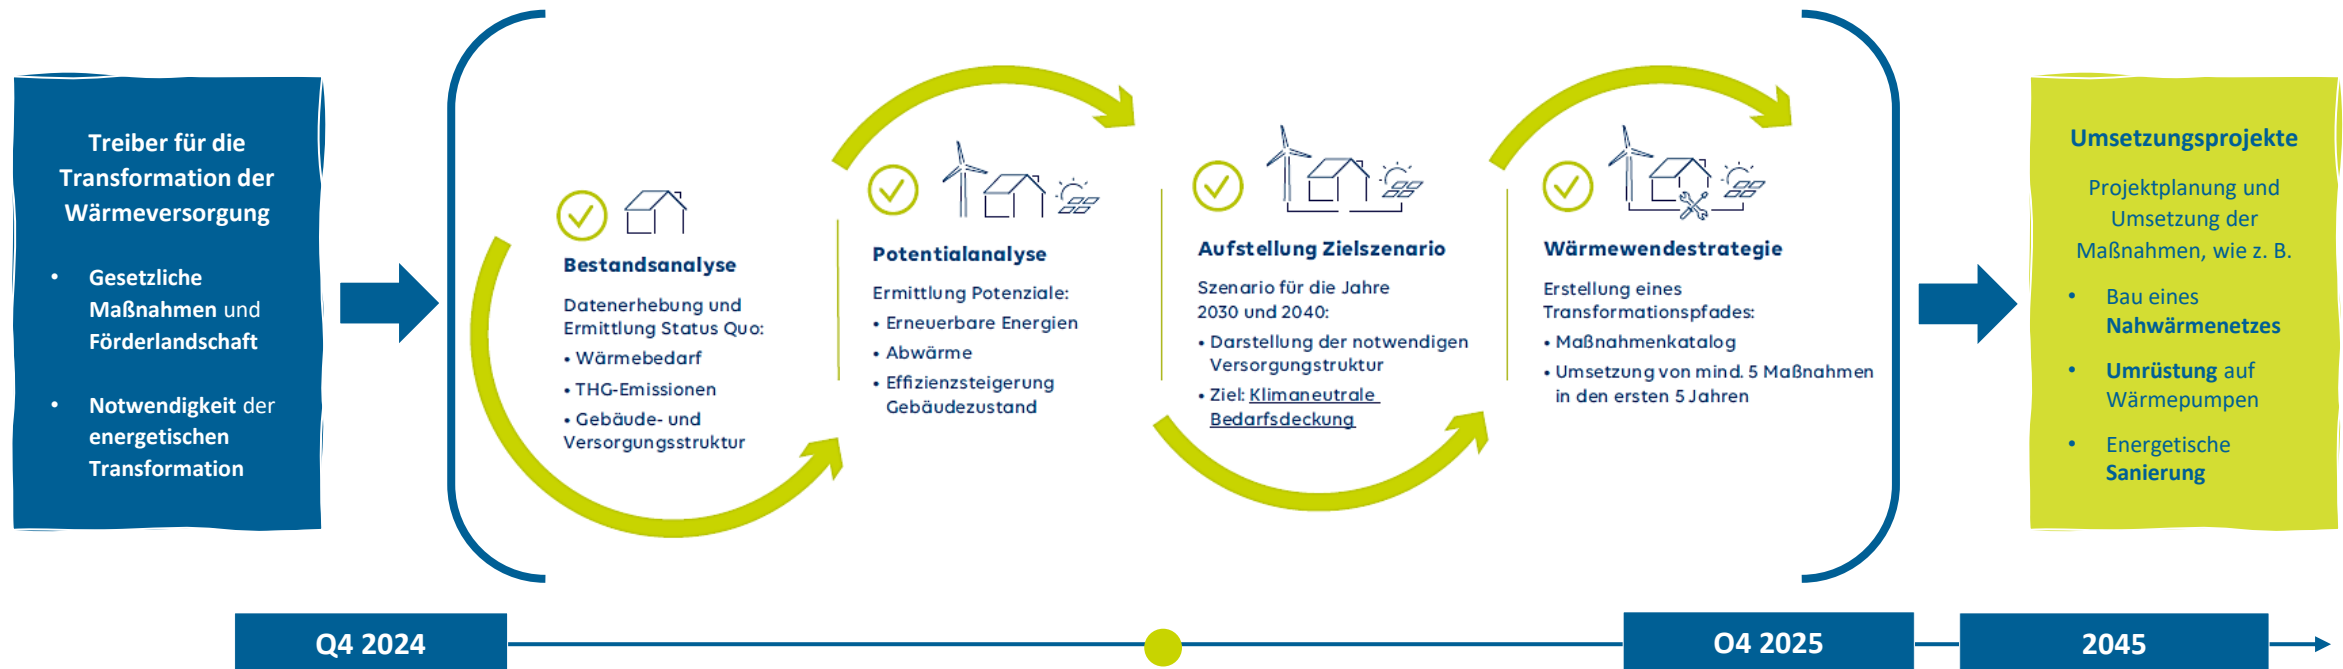 Treiber für die
Transformation der
Wärmeversorgung
• Gesetzliche
Maßnahmen und
Förderlandschaft
• Notwendigkeit der
energetischen
Transformation
Bestandsanalyse
Datenerhebung und
Ermittlung Status Quo:
• Wärmebedarf
• THG-Emissionen
• Gebäude- und
Versorgungsstruktur
Potentialanalyse
Ermittlung Potenziale:
• Erneuerbare Energien
• Abwärme
• Effizienzsteigerung
Gebäudezustand
Aufstellung Zielszenario
Szenario für die Jahre
2030 und 2040:
• Darstellung der notwendigen
Versorgungstruktur
• Ziel: Klimaneutrale
Bedarfsdeckung
Wärmewendestrategie
Erstellung eines
Transformationspfades:
• Maßnahmenkatalog
• Umsetzung von mind. 5 Maßnahmen
in den ersten 5 Jahren
Umsetzungsprojekte
Projektplanung und
Umsetzung der
Maßnahmen, wie z. B.
• Bau eines
Nahwärmenetzes
• Umrüstung auf
Wärmepumpen
• Energetische
Sanierung
Q4 2024
Q4 2025
2045